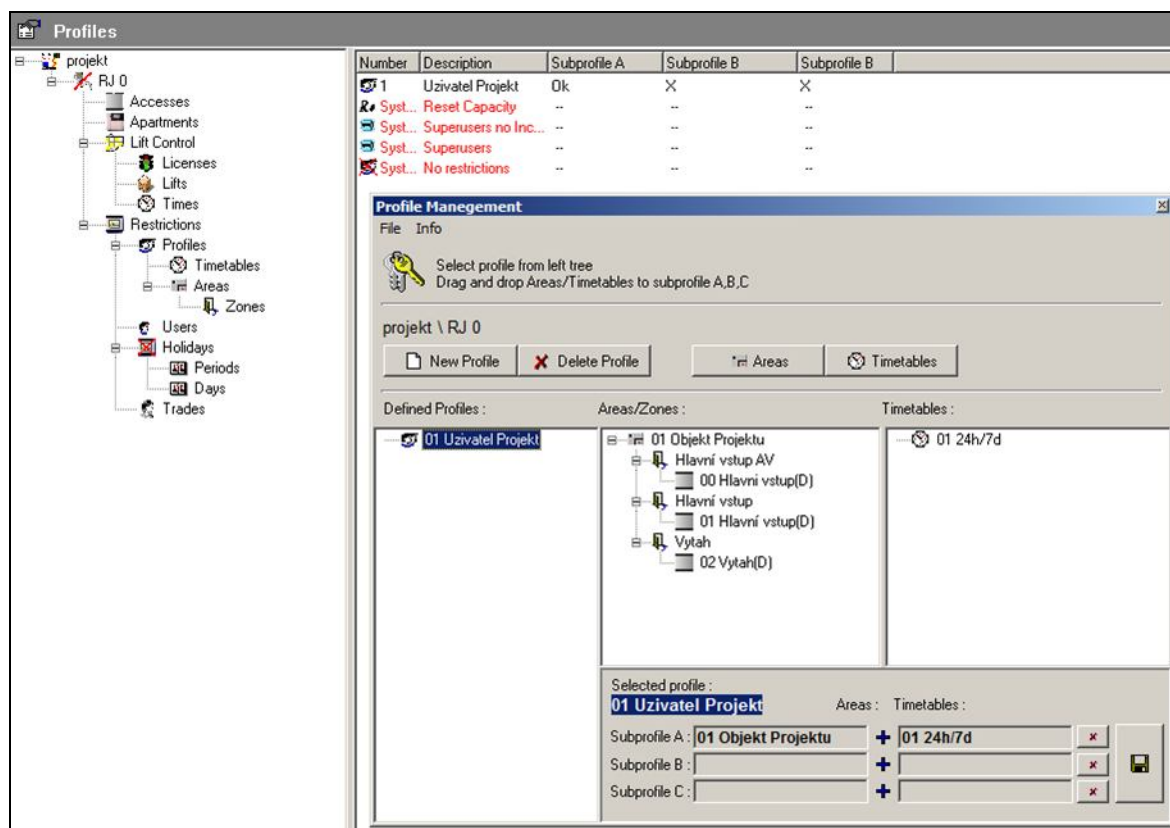 Profiles
projekt
RJ 0
Accesses
Apartments
Lift Control
Licenses
Lifts
Times
Restrictions
Profiles
Timetables
Areas
Zones
Users
Holidays
Periods
Days
Trades
Number Description Subprofile A Subprofile B Subprofile B
1 Uzivatel Projekt Ok X X
Syst... Reset Capacity -- -- --
Syst... Superusers no Inc... -- -- --
Syst... Superusers -- -- --
Syst... No restrictions -- -- --
Profile Manegement
File Info
Select profile from left tree
Drag and drop Areas/Timetables to subprofile A,B,C
projekt \ RJ 0
New Profile Delete Profile Areas Timetables
Defined Profiles : Areas/Zones : Timetables :
01 Uzivatel Projekt
01 Objekt Projektu
Hlavní vstup AV
00 Hlavni vstup(D)
Hlavní vstup
01 Hlavní vstup(D)
Vytah
02 Vytah(D)
01 24h/7d
Selected profile :
01 Uzivatel Projekt Areas : Timetables :
Subprofile A : 01 Objekt Projektu + 01 24h/7d
Subprofile B : +
Subprofile C : +